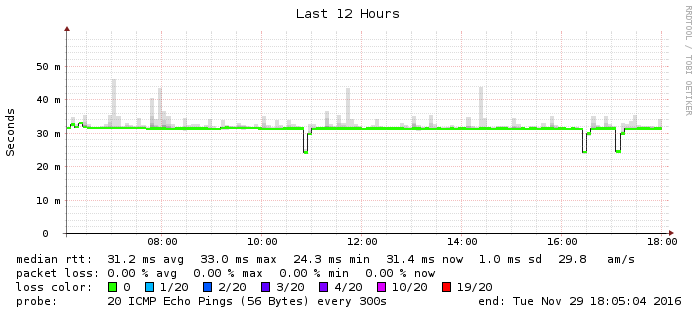 Last 12 Hours
RRDTOOL / TOBI OETIKER
Seconds
50 m
40 m
30 m
20 m
10 m
0
08:00 10:00 12:00 14:00 16:00 18:00
median rtt: 31.2 ms avg 33.0 ms max 24.3 ms min 31.4 ms now 1.0 ms sd 29.8 am/s
packet loss: 0.00 % avg 0.00 % max 0.00 % min 0.00 % now
loss color: 0 1/20 2/20 3/20 4/20 10/20 19/20
probe: 20 ICMP Echo Pings (56 Bytes) every 300s end: Tue Nov 29 18:05:04 2016